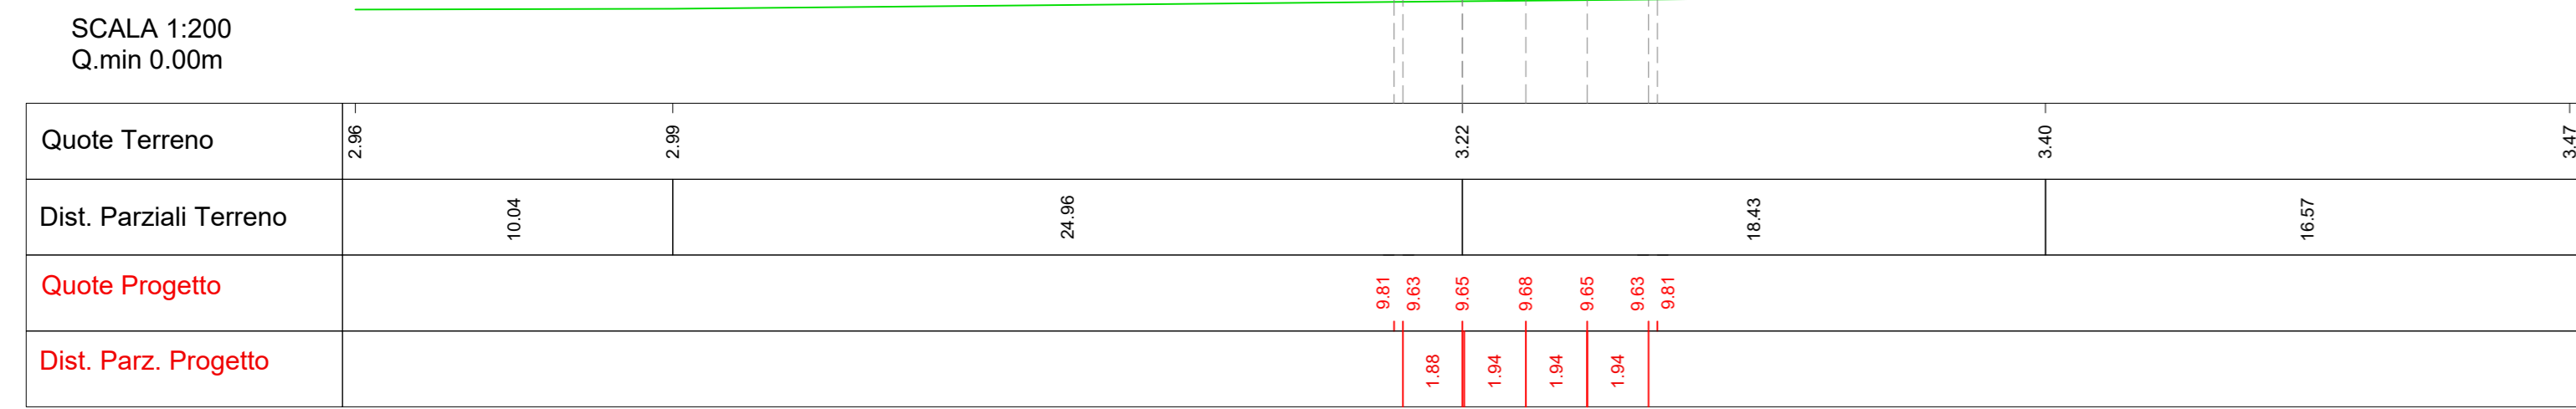 SCALA 1:200
Q.min 0.00m
Quote Terreno 2.96 2.99 3.22 3.40 3.47
Dist. Parziali Terreno 10.04 24.96 18.43 16.57
Quote Progetto 9.81 9.63 9.65 9.68 9.65 9.63 9.81
Dist. Parz. Progetto 1.88 1.94 1.94 1.94